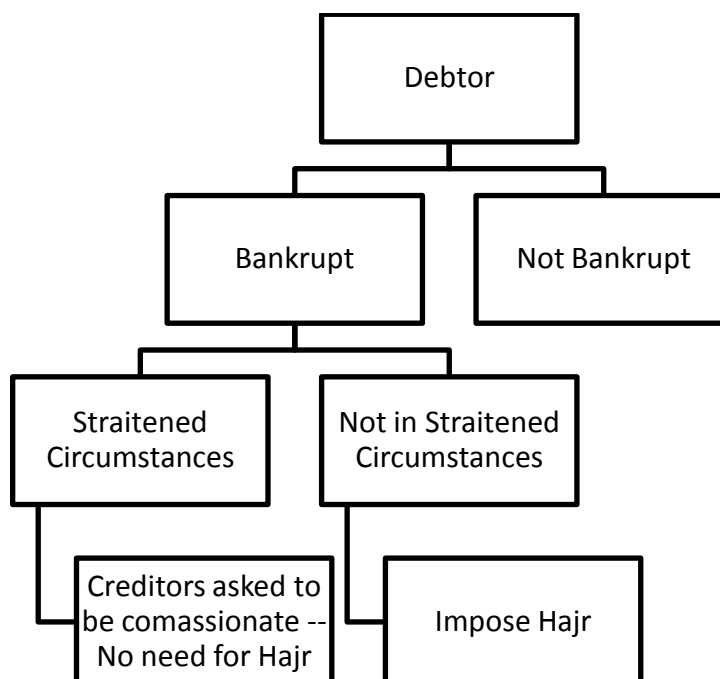 Debtor
Bankrupt
Not Bankrupt
Straitened
Circumstances
Not in Straitened
Circumstances
Creditors asked to
be comassionate --
No need for Hajr
Impose Hajr